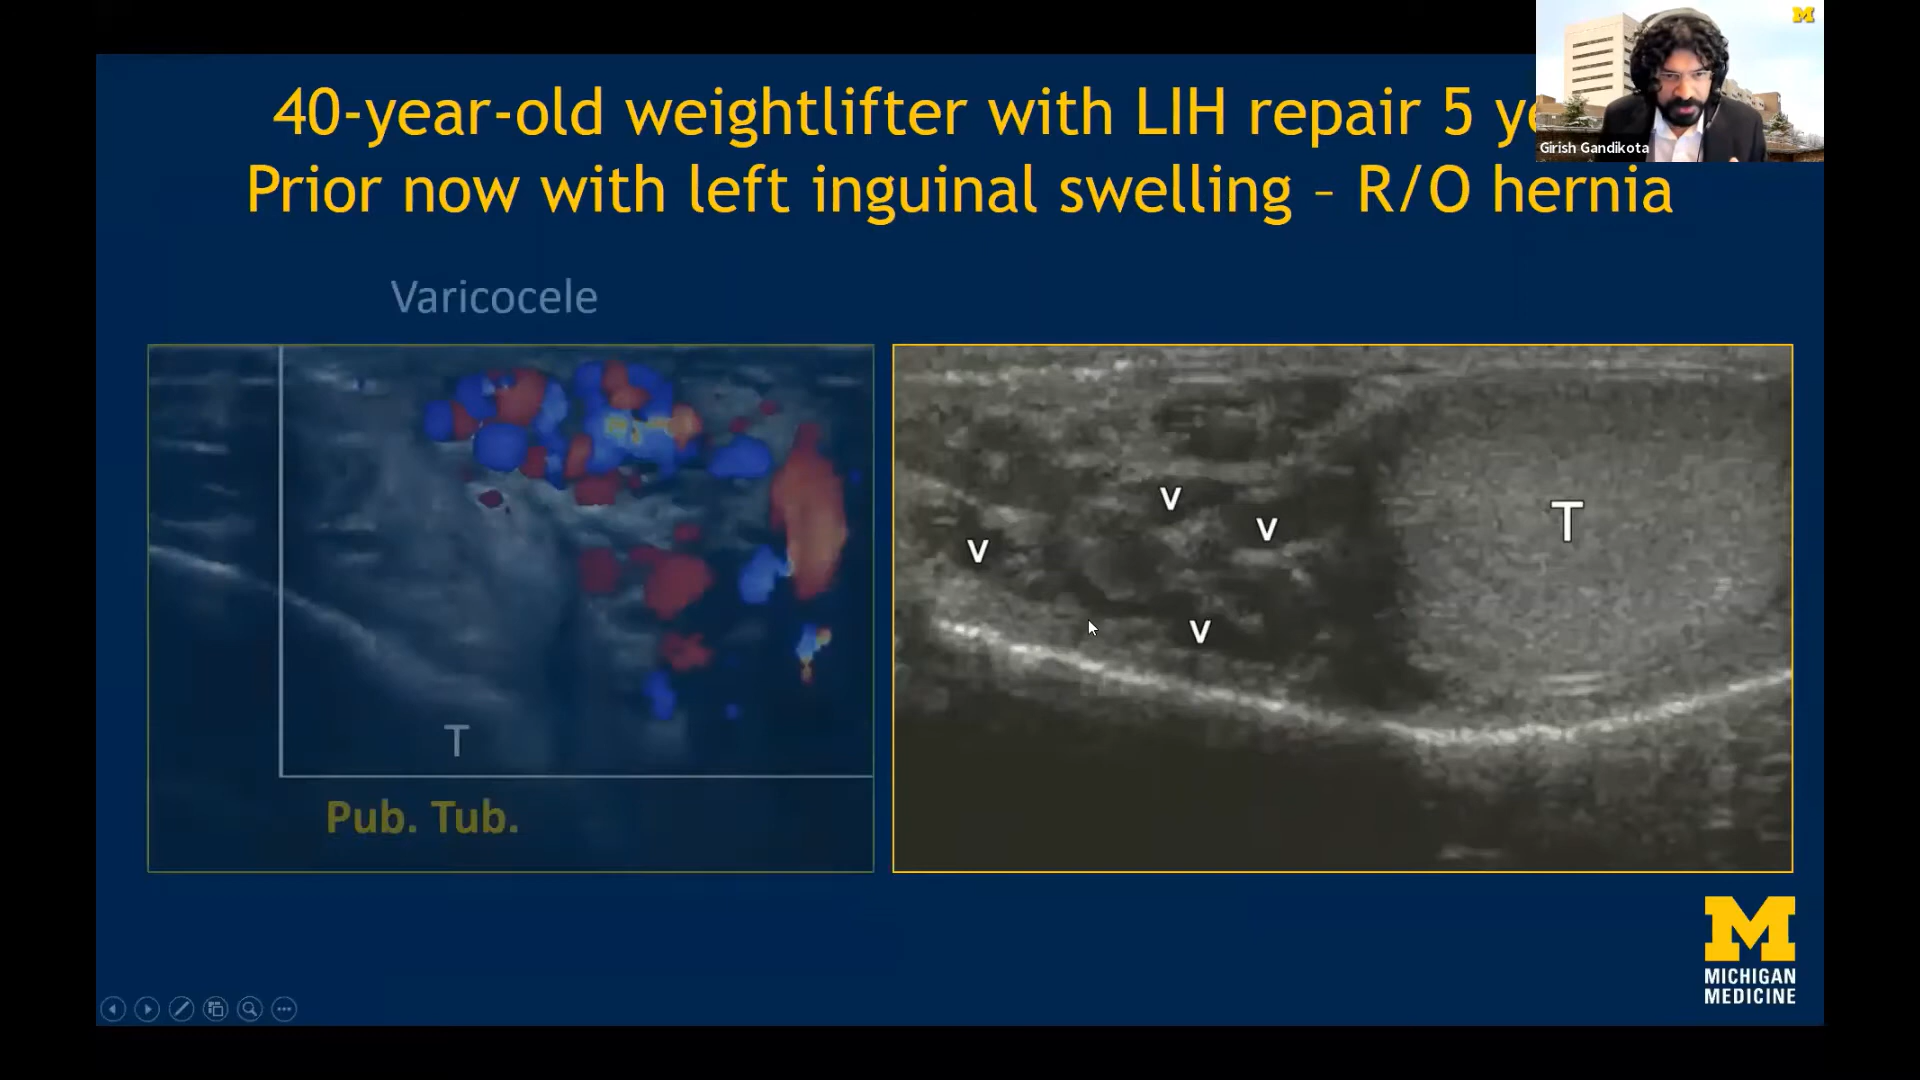 M
Girish Gandikota
40-year-old weightlifter with LIH repair 5
Prior now with left inguinal swelling – R/O hernia
Varicocele
T
Pub. Tub.
v
v
v
v
T
M
MICHIGAN
MEDICINE